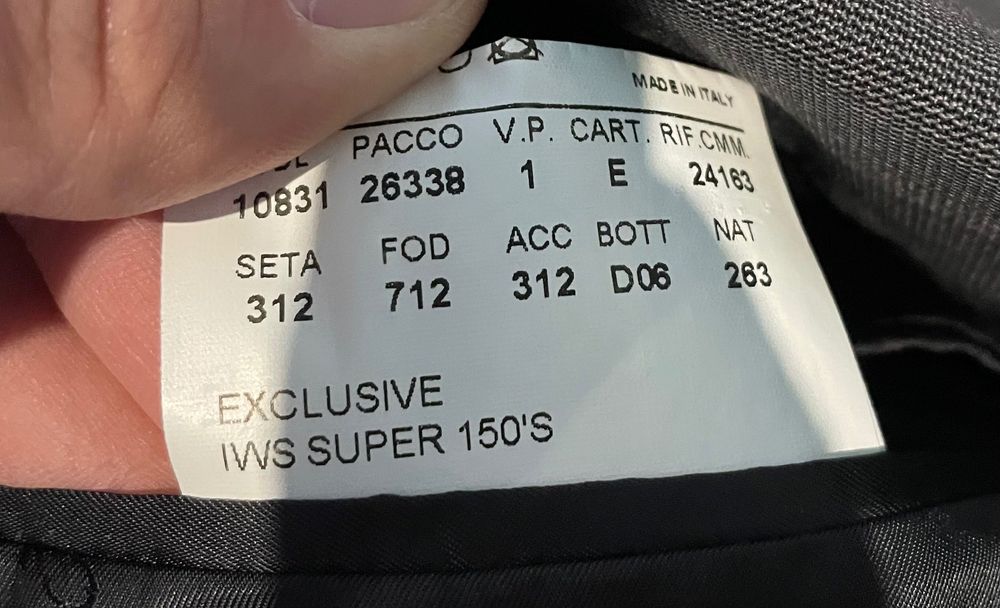 MADE IN ITALY
PACCO V.P. CART. RIF.CMM.
10831 26338 1 E 24163
SETA FOD ACC BOTT NAT
312 712 312 D06 263
EXCLUSIVE
IWS SUPER 150'S